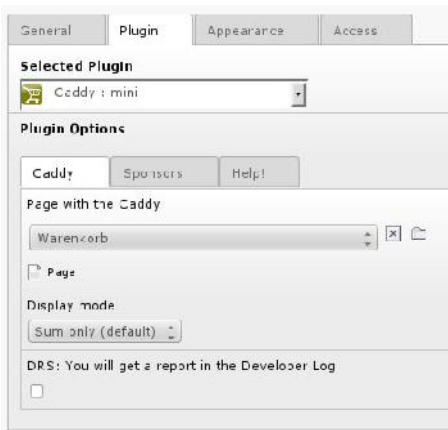 General Plugin Appearance Access
Selected Plugin
Caddy : mini
Plugin Options
Caddy Sponsors Help!
Page with the Caddy
Warenkorb
Page
Display mode
Sum only (default)
DRS: You will get a report in the Developer Log